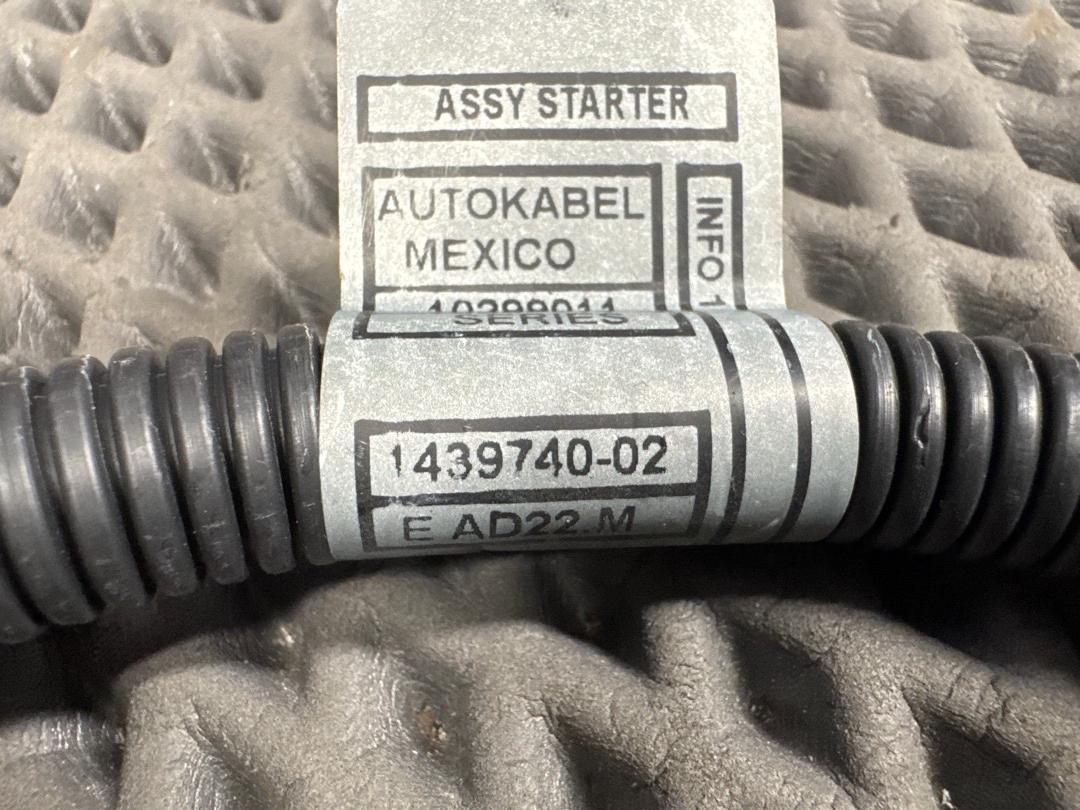 ASSY STARTER
AUTOKABEL
MEXICO
INFO 1
SERIES
1439740-02
E AD22.M